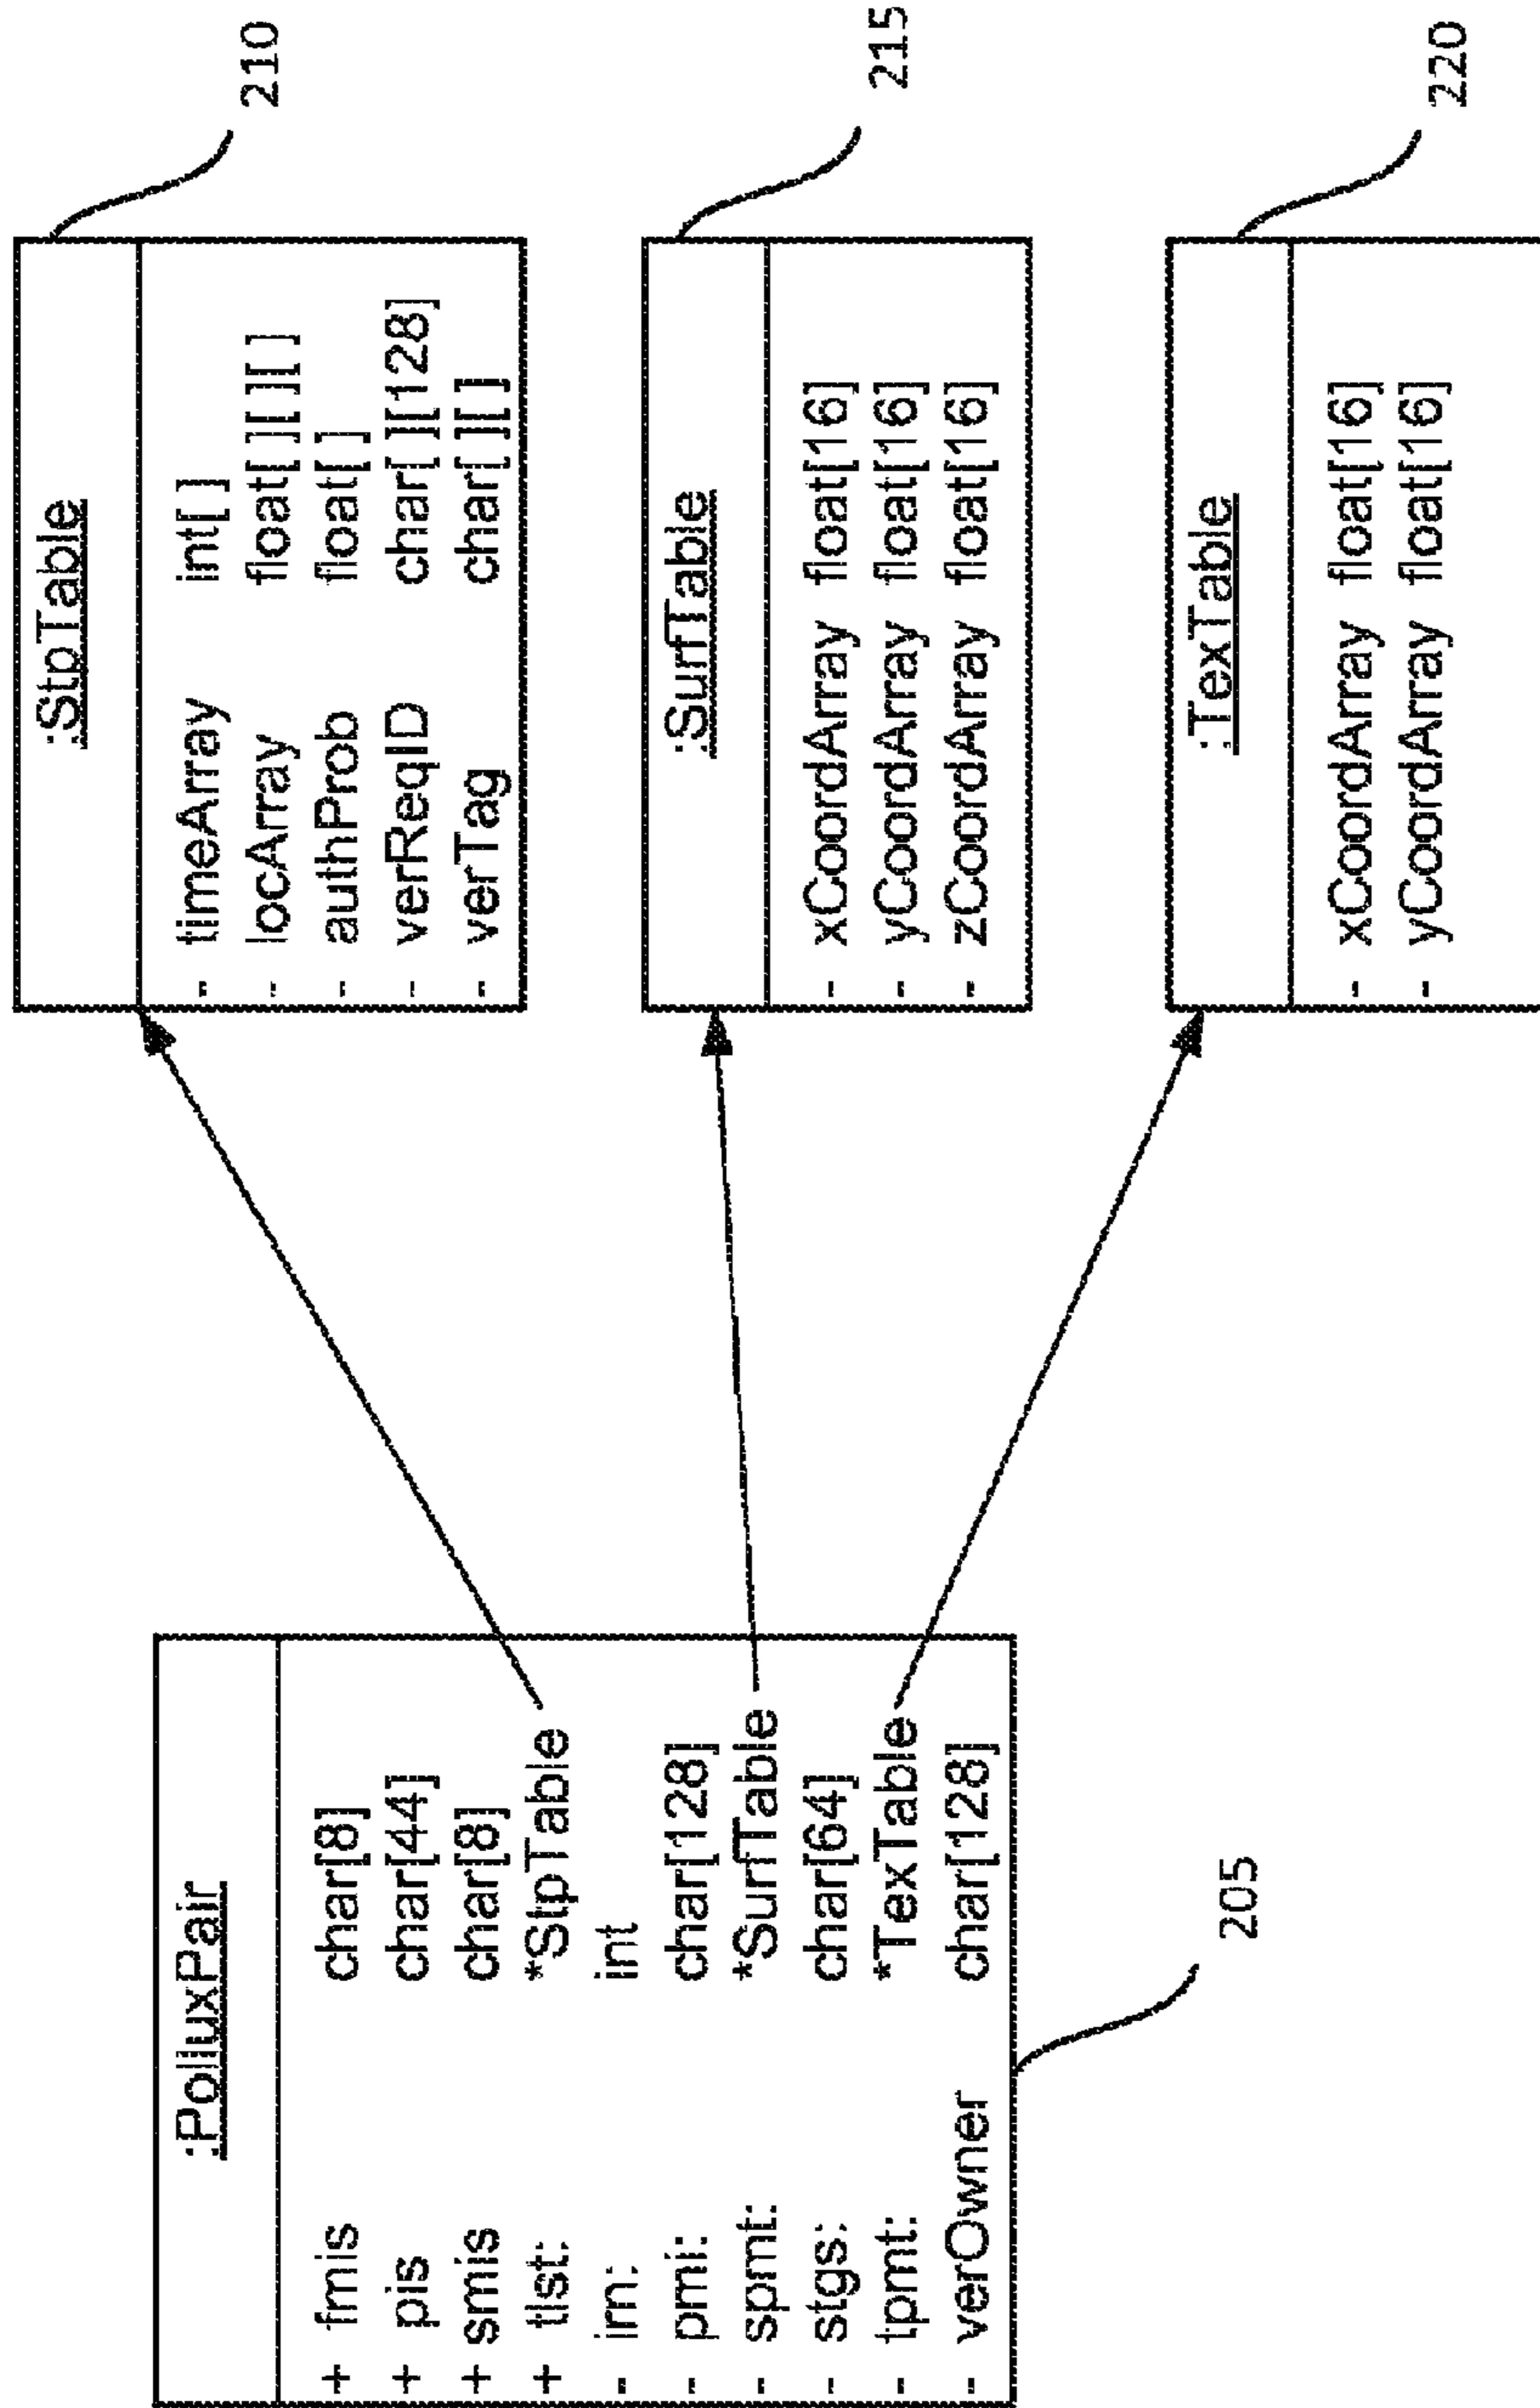 :PolluxPair
+ fmis char[8]
+ pis char[44]
+ smis char[8]
+ tlst: *StpTable
- irn: int
- pmi: char[128]
- spmt: *SurfTable
- stgs: char[64]
- tpmt: *TexTable
- verOwner char[128]
205
:StpTable
- timeArray int[ ]
- locArray float[ ][ ][ ]
- authProb float[ ]
- verReqID char[ ][128]
- verTag char[ ][ ]
210
:SurfTable
- xCoordArray float[16]
- yCoordArray float[16]
- zCoordArray float[16]
215
:TexTable
- xCoordArray float[16]
- yCoordArray float[16]
220